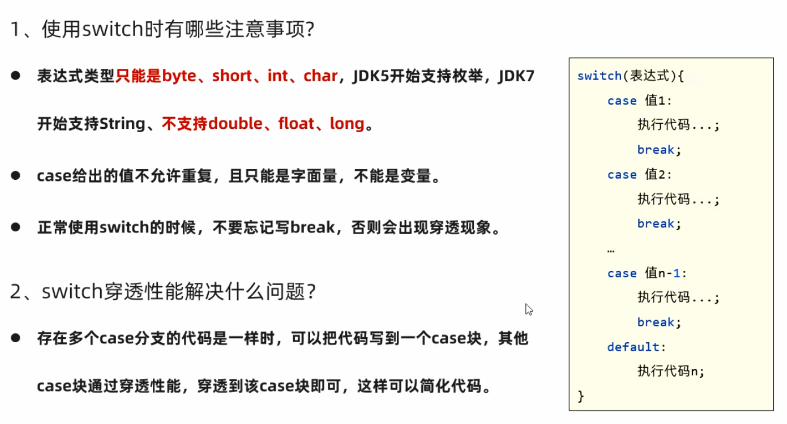 1、使用switch时有哪些注意事项?
● 表达式类型只能是byte、short、int、char，JDK5开始支持枚举，JDK7
开始支持String、不支持double、float、long。
● case给出的值不允许重复，且只能是字面量，不能是变量。
● 正常使用switch的时候，不要忘记写break，否则会出现穿透现象。
2、switch穿透性能解决什么问题？
● 存在多个case分支的代码是一样时，可以把代码写到一个case块，其他
case块通过穿透性能，穿透到该case块即可，这样可以简化代码。
switch(表达式){
case 值1:
执行代码...;
break;
case 值2:
执行代码...;
break;
…
case 值n-1:
执行代码...;
break;
default:
执行代码n;
}